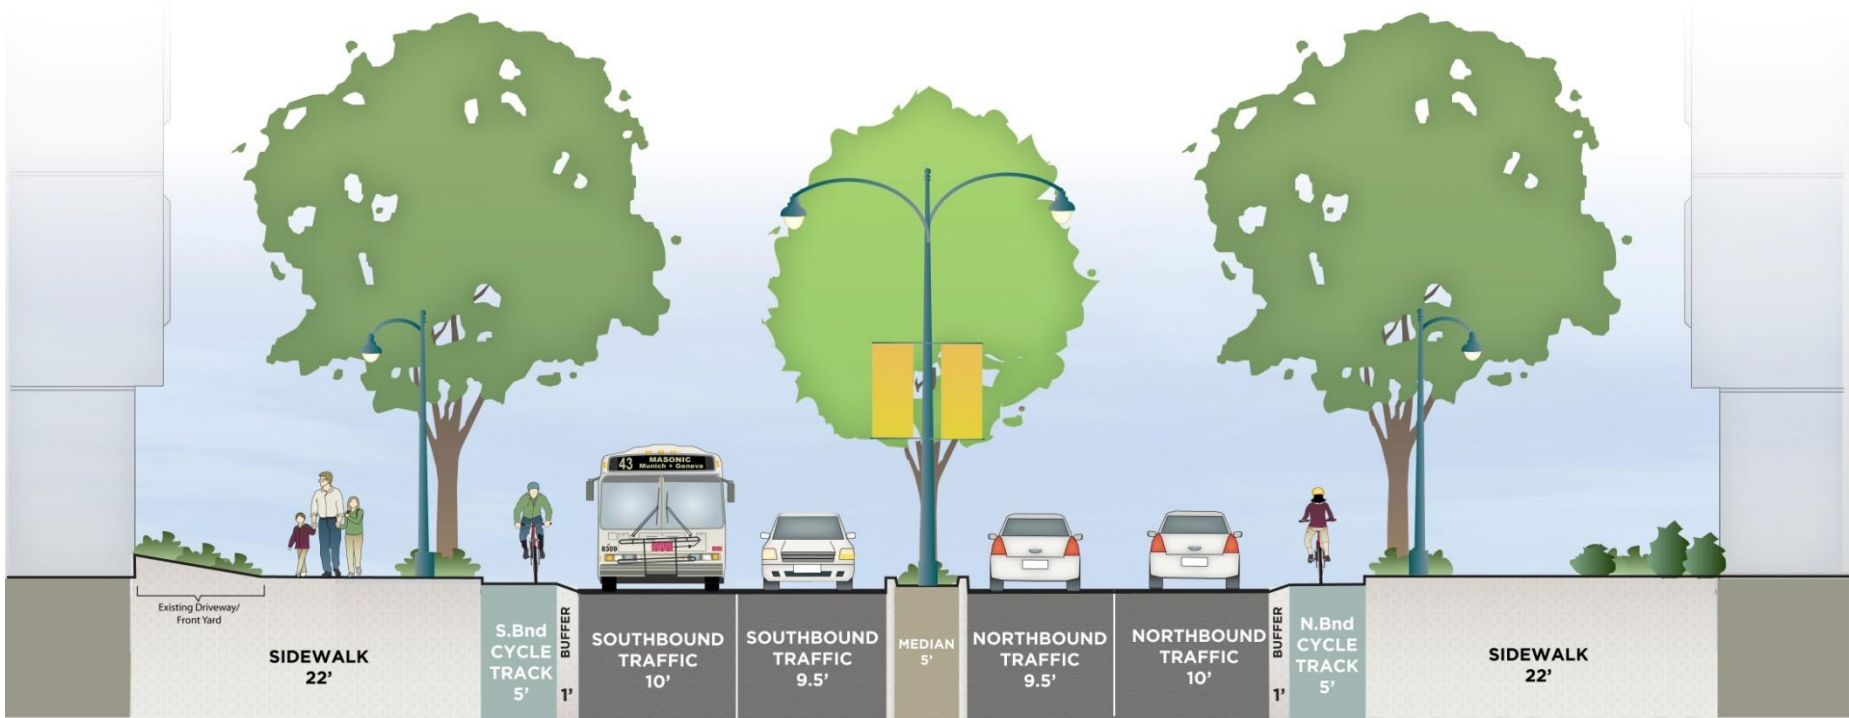 43 MASONIC
Munich + Geneva
8309
Existing Driveway/
Front Yard
SIDEWALK
22'
S.Bnd
CYCLE
TRACK
5'
BUFFER
1'
SOUTHBOUND
TRAFFIC
10'
SOUTHBOUND
TRAFFIC
9.5'
MEDIAN
5'
NORTHBOUND
TRAFFIC
9.5'
NORTHBOUND
TRAFFIC
10'
BUFFER
1'
N.Bnd
CYCLE
TRACK
5'
SIDEWALK
22'